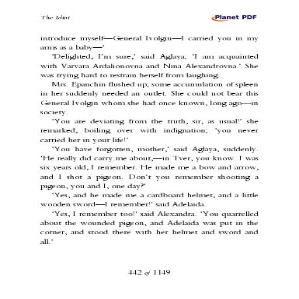 The Idiot
Planet PDF
introduce myself—General Ivolgin—I carried you in my
arms as a baby—'
'Delighted, I'm sure,' said Aglaya; 'I am acquainted
with Varvara Ardalionovna and Nina Alexandrovna.' She
was trying hard to restrain herself from laughing.
Mrs. Epanchin flushed up; some accumulation of spleen
in her suddenly needed an outlet. She could not bear this
General Ivolgin whom she had once known, long ago—in
society.
'You are deviating from the truth, sir, as usual!' she
remarked, boiling over with indignation; 'you never
carried her in your life!'
'You have forgotten, mother,' said Aglaya, suddenly.
'He really did carry me about,—in Tver, you know. I was
six years old, I remember. He made me a bow and arrow,
and I shot a pigeon. Don't you remember shooting a
pigeon, you and I, one day?'
'Yes, and he made me a cardboard helmet, and a little
wooden sword—I remember!' said Adelaida.
'Yes, I remember too!' said Alexandra. 'You quarrelled
about the wounded pigeon, and Adelaida was put in the
corner, and stood there with her helmet and sword and
all.'
442 of 1149